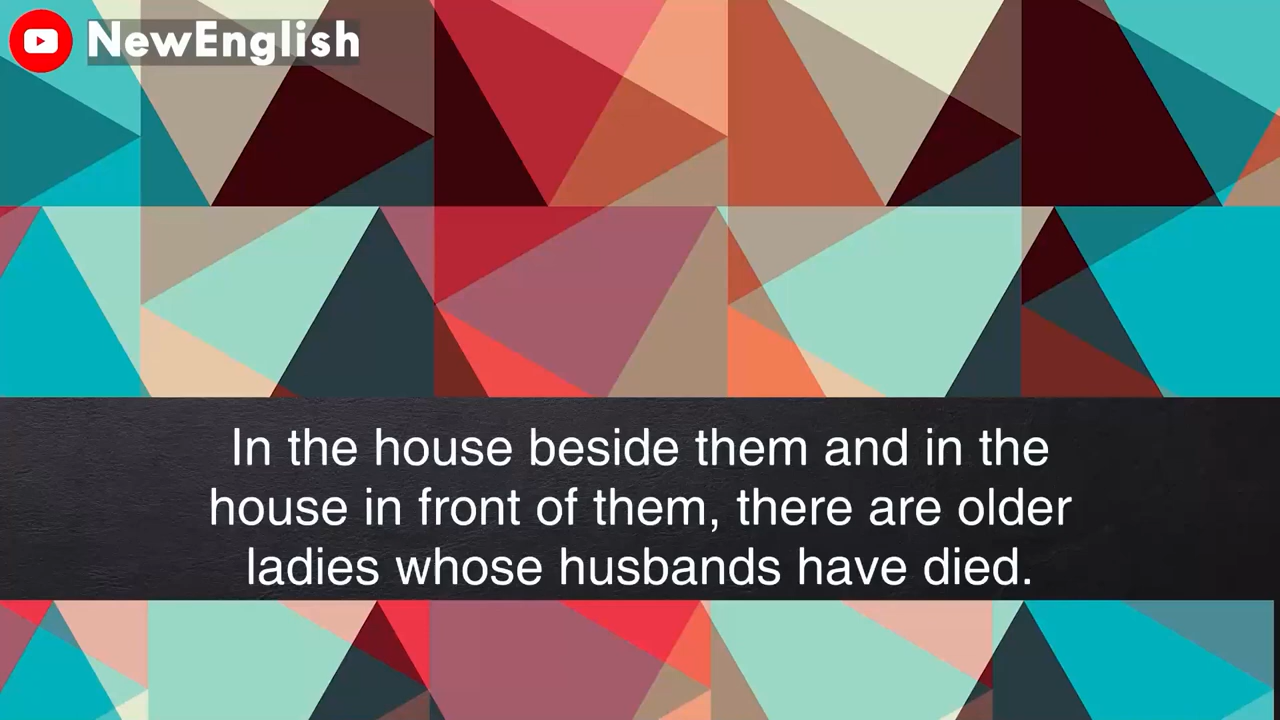 NewEnglish
In the house beside them and in the
house in front of them, there are older
ladies whose husbands have died.